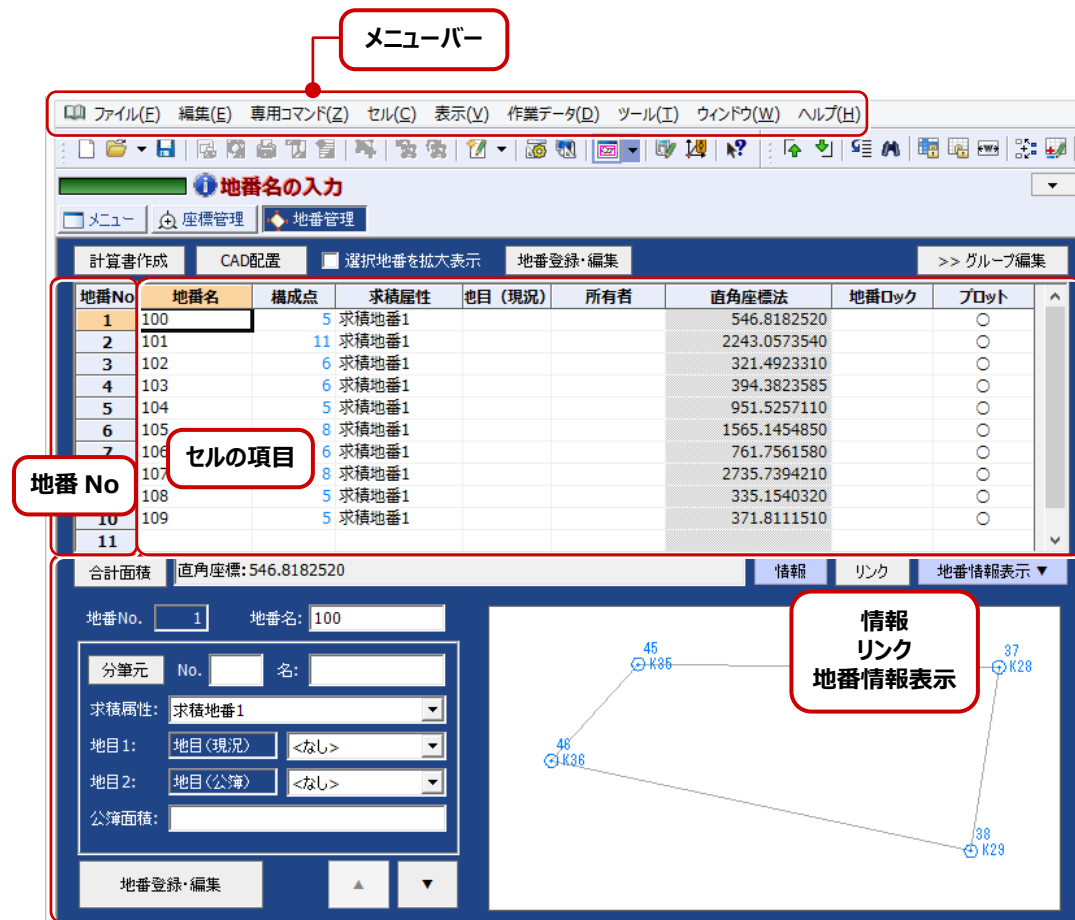 メニューバー
ファイル(F) 編集(E) 専用コマンド(Z) セル(C) 表示(V) 作業データ(D) ツール(T) ウィンドウ(W) ヘルプ(H)
地番名の入力
メニュー 座標管理 地番管理
計算書作成 CAD配置 選択地番を拡大表示 地番登録・編集 >> グループ編集
地番No 地番名 構成点 求積属性 地目（現況） 所有者 直角座標法 地番ロック プロット
1 100 5 求積地番1 546.8182520 ○
2 101 11 求積地番1 2243.0573540 ○
3 102 6 求積地番1 321.4923310 ○
4 103 6 求積地番1 394.3823585 ○
5 104 5 求積地番1 951.5257110 ○
6 105 8 求積地番1 1565.1454850 ○
7 106 6 求積地番1 761.7561580 ○
107 8 求積地番1 2735.7394210 ○
108 5 求積地番1 335.1540320 ○
10 109 5 求積地番1 371.8111510 ○
11
セルの項目
地番 No
合計面積 直角座標:546.8182520 情報 リンク 地番情報表示 ▼
地番No. 1 地番名: 100
分筆元 No. 名:
求積属性: 求積地番1
地目1: 地目(現況) <なし>
地目2: 地目(公簿) <なし>
公簿面積:
地番登録・編集 ▲ ▼
情報
リンク
地番情報表示
45
K35
37
K28
46
K36
38
K29